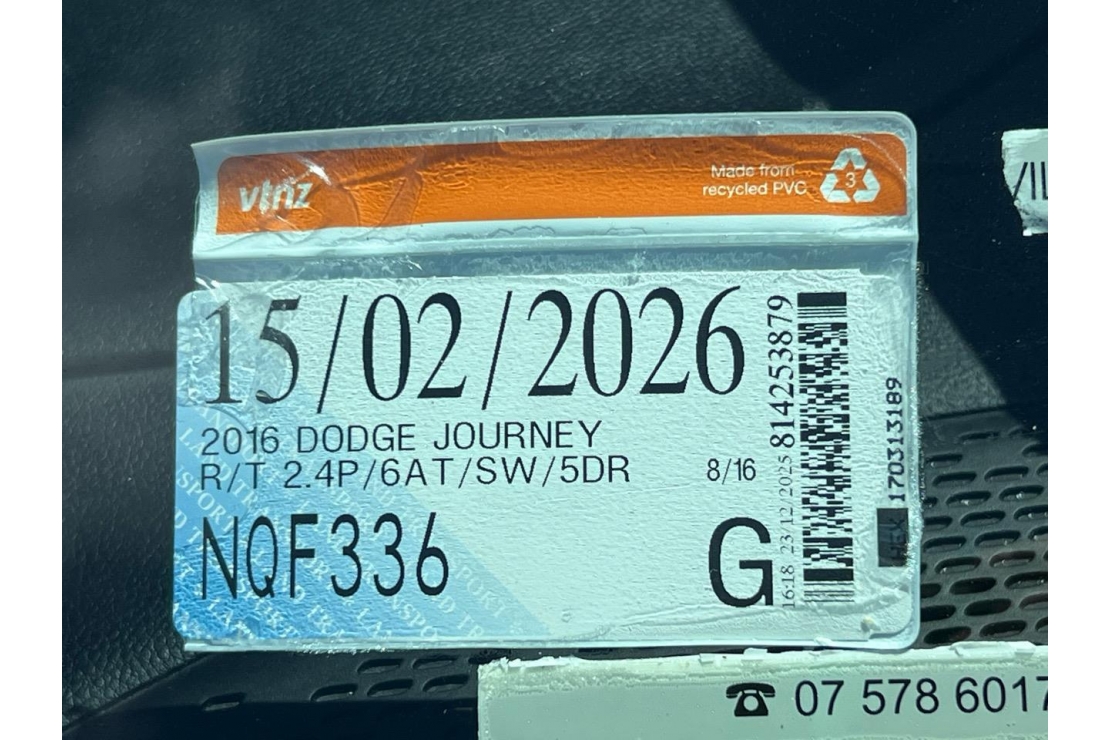 vtnz
Made from
recycled PVC
3
15/02/2026
2016 DODGE JOURNEY
R/T 2.4P/6AT/SW/5DR 8/16
NQF336 G
16:18 23/12/2025 814253879
HEX 170313189
☎ 07 578 6017